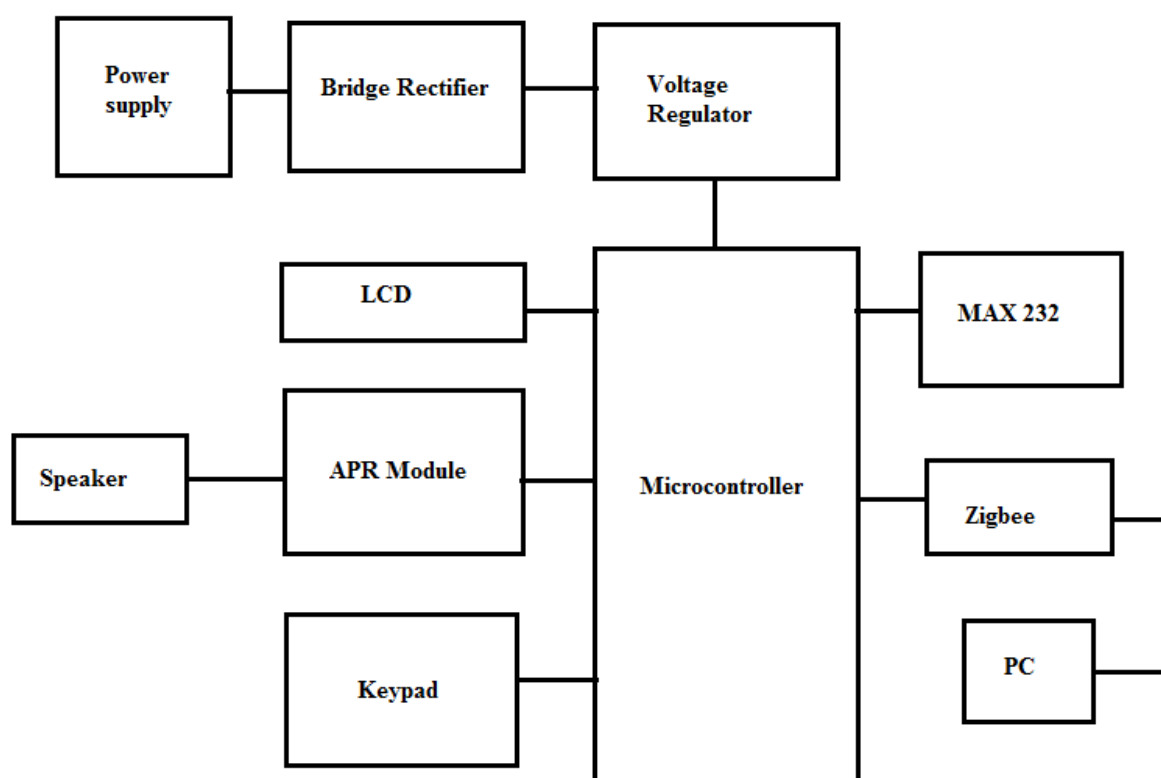 Power
supply
Bridge Rectifier
Voltage
Regulator
LCD
MAX 232
Speaker
APR Module
Microcontroller
Zigbee
Keypad
PC